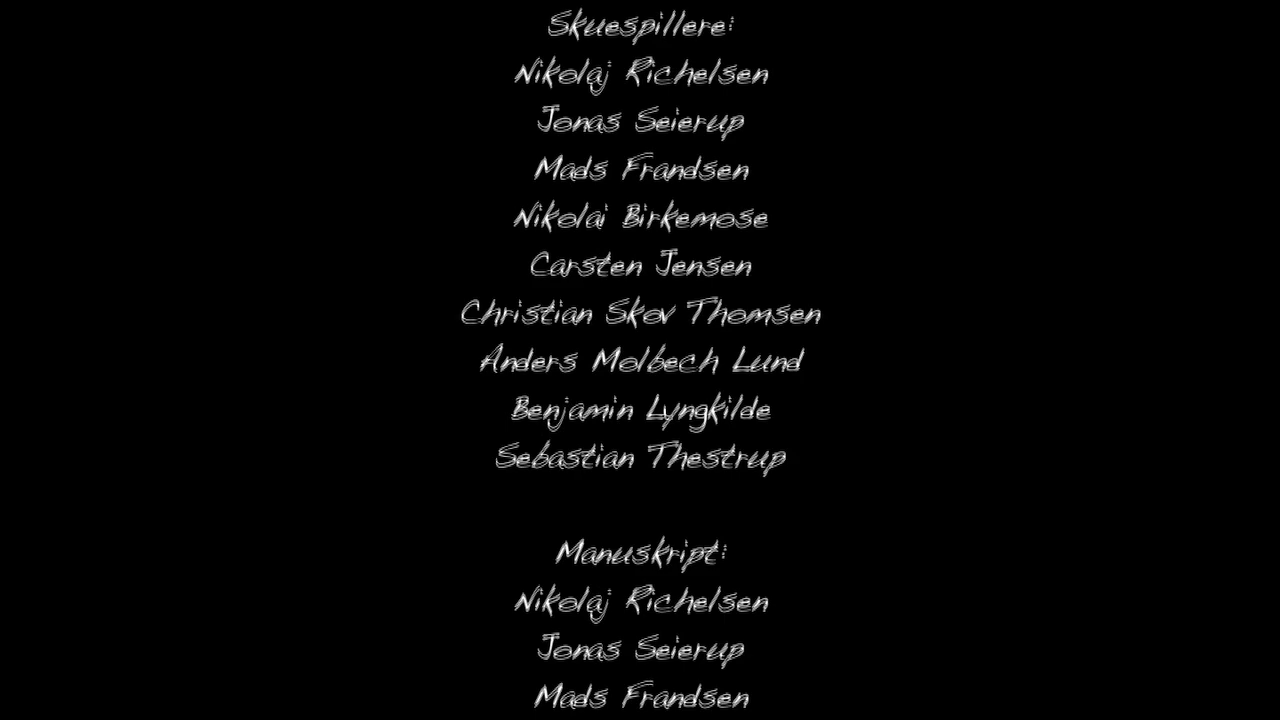 Skuespillere:
Nikolaj Richelsen
Jonas Seierup
Mads Frandsen
Nikolai Birkemose
Carsten Jensen
Christian Skov Thomsen
Anders Molbech Lund
Benjamin Lyngkilde
Sebastian Thestrup
Manuskript:
Nikolaj Richelsen
Jonas Seierup
Mads Frandsen